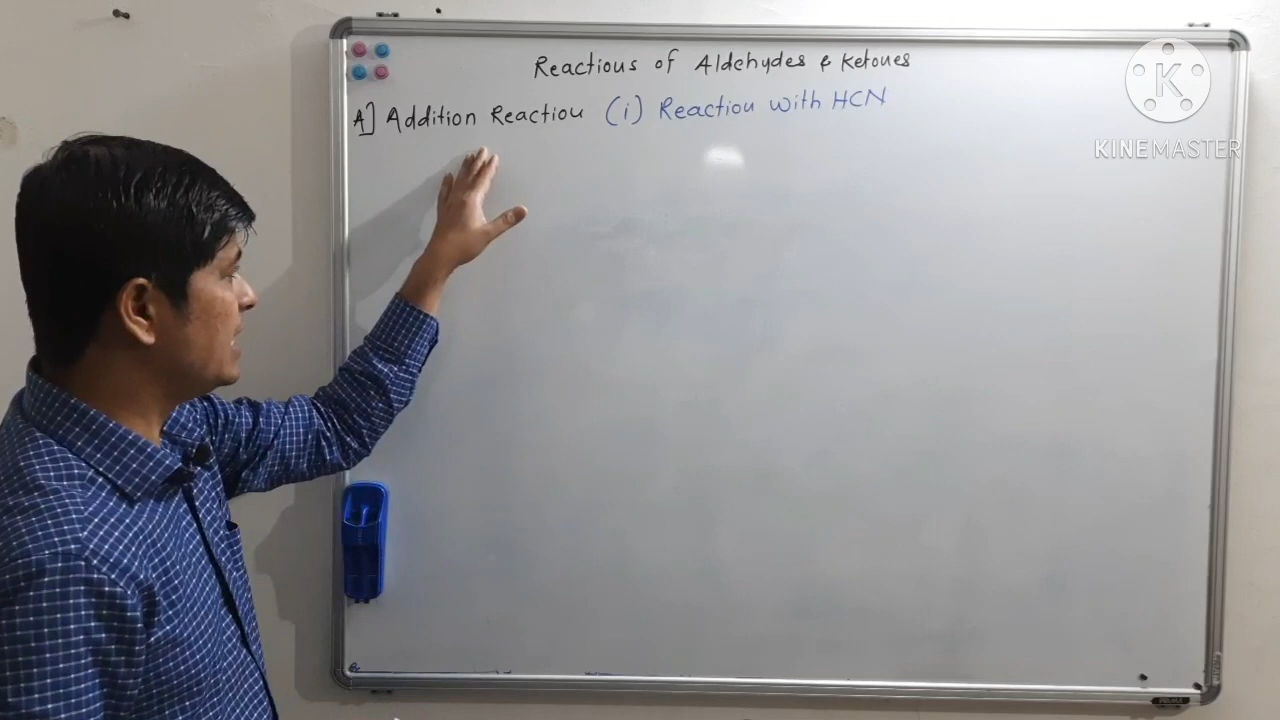 Reactions of Aldehydes & Ketones
A] Addition Reaction (i) Reaction with HCN
K
KINEMASTER